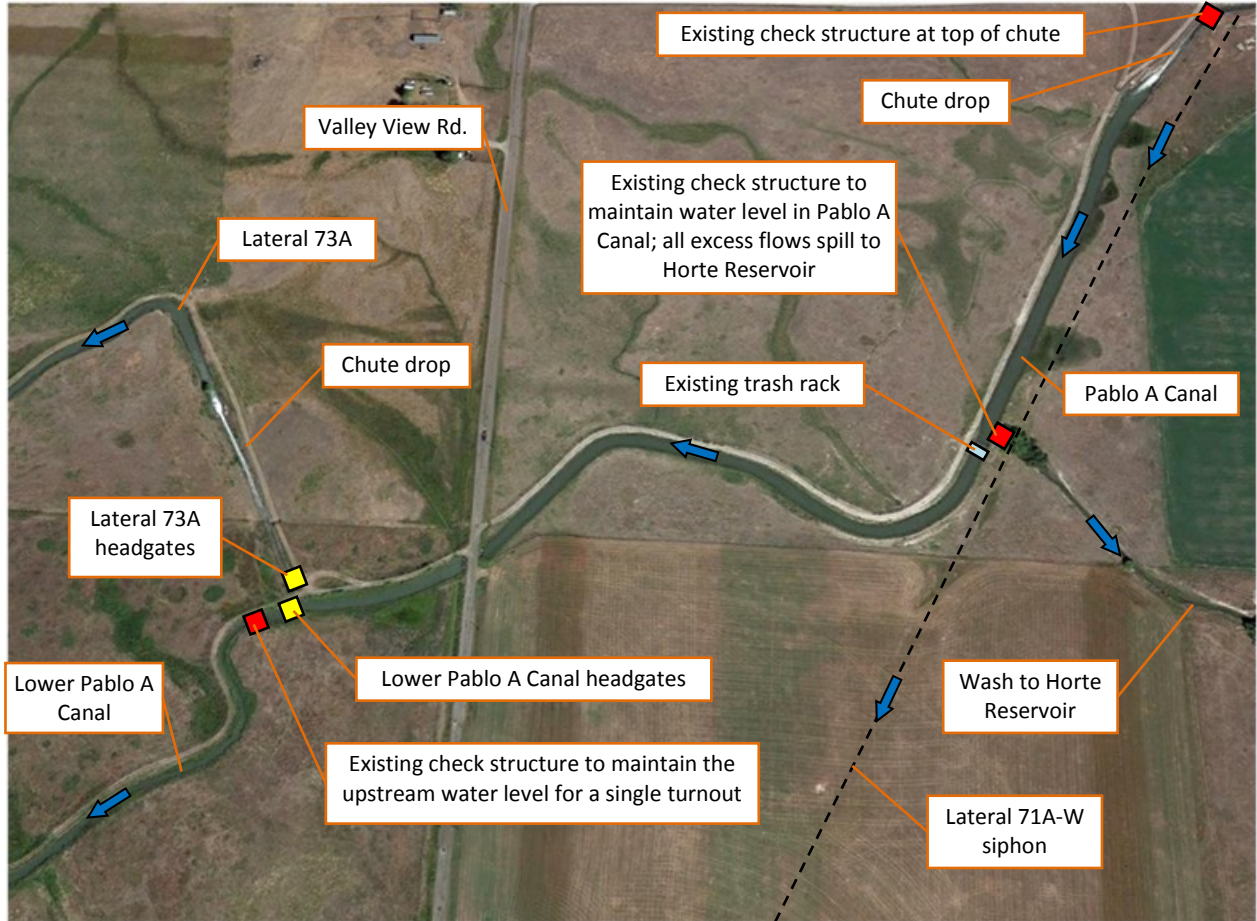 Existing check structure at top of chute
Chute drop
Valley View Rd.
Existing check structure to
maintain water level in Pablo A
Canal; all excess flows spill to
Horte Reservoir
Lateral 73A
Chute drop
Existing trash rack
Pablo A Canal
Lateral 73A
headgates
Lower Pablo A
Canal
Lower Pablo A Canal headgates
Wash to Horte
Reservoir
Existing check structure to maintain the
upstream water level for a single turnout
Lateral 71A-W
siphon